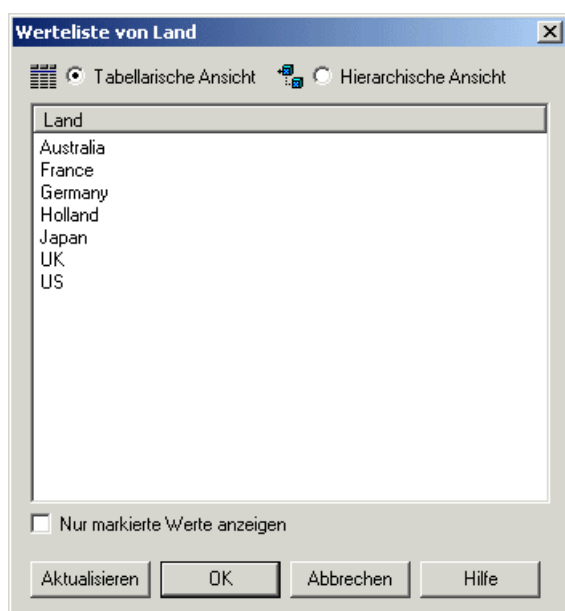 Werteliste von Land
Tabellarische Ansicht Hierarchische Ansicht
Land
Australia
France
Germany
Holland
Japan
UK
US
Nur markierte Werte anzeigen
Aktualisieren OK Abbrechen Hilfe